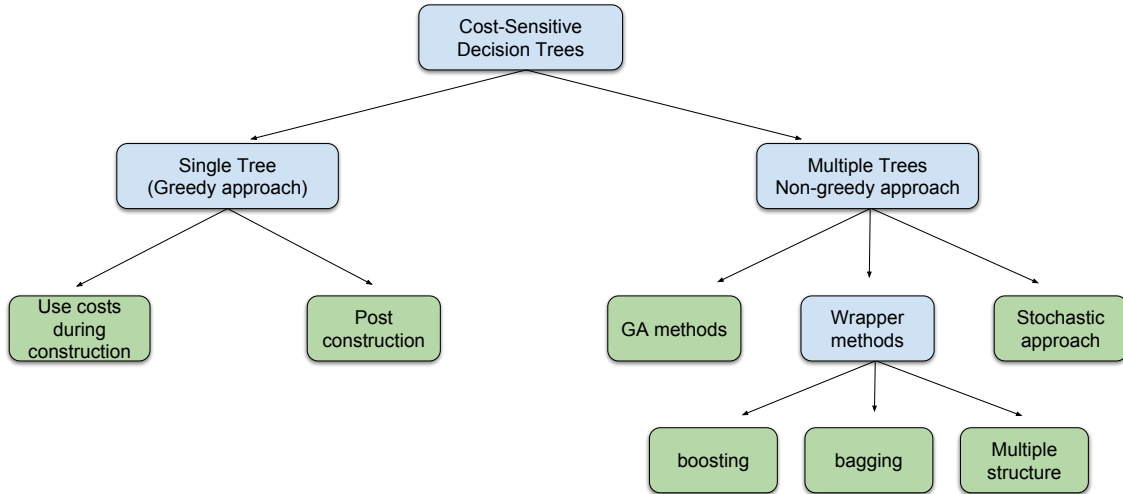 Cost-Sensitive
Decision Trees
Single Tree
(Greedy approach)
Multiple Trees
Non-greedy approach
Use costs
during
construction
Post
construction
GA methods
Wrapper
methods
Stochastic
approach
boosting
bagging
Multiple
structure